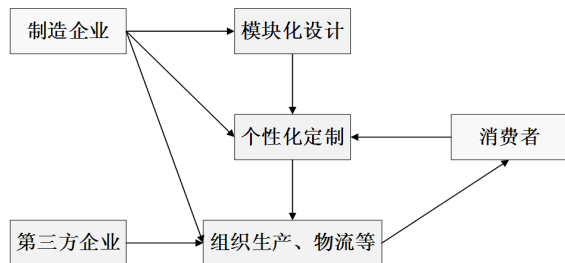 制造企业
模块化设计
个性化定制
消费者
第三方企业
组织生产、物流等